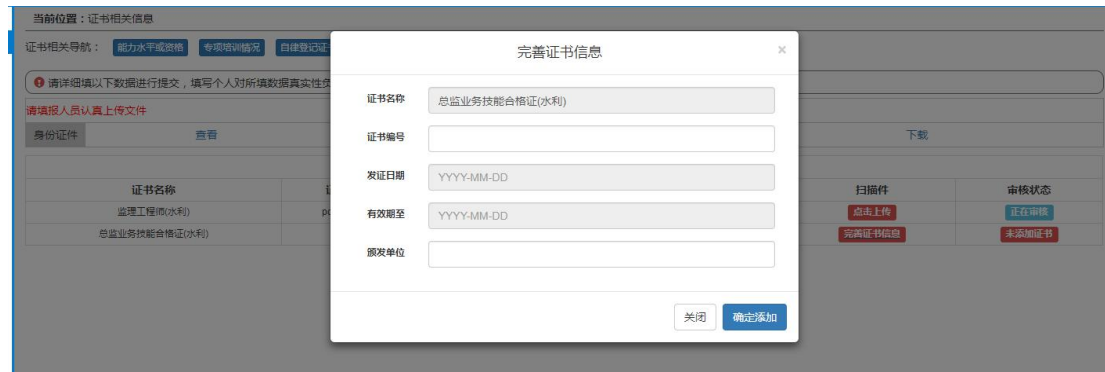 当前位置：证书相关信息
证书相关导航： 能力水平或资格 专项培训情况 自律登记证
请详细填以下数据进行提交，填写个人对所填数据真实性负
请填报人员认真上传文件
身份证件 查看 下载
证书名称 扫描件 审核状态
监理工程师(水利) 点击上传 正在审核
总监业务技能合格证(水利) 完善证书信息 未添加证书
完善证书信息 ×
证书名称 总监业务技能合格证(水利)
证书编号
发证日期 YYYY-MM-DD
有效期至 YYYY-MM-DD
颁发单位
关闭 确定添加